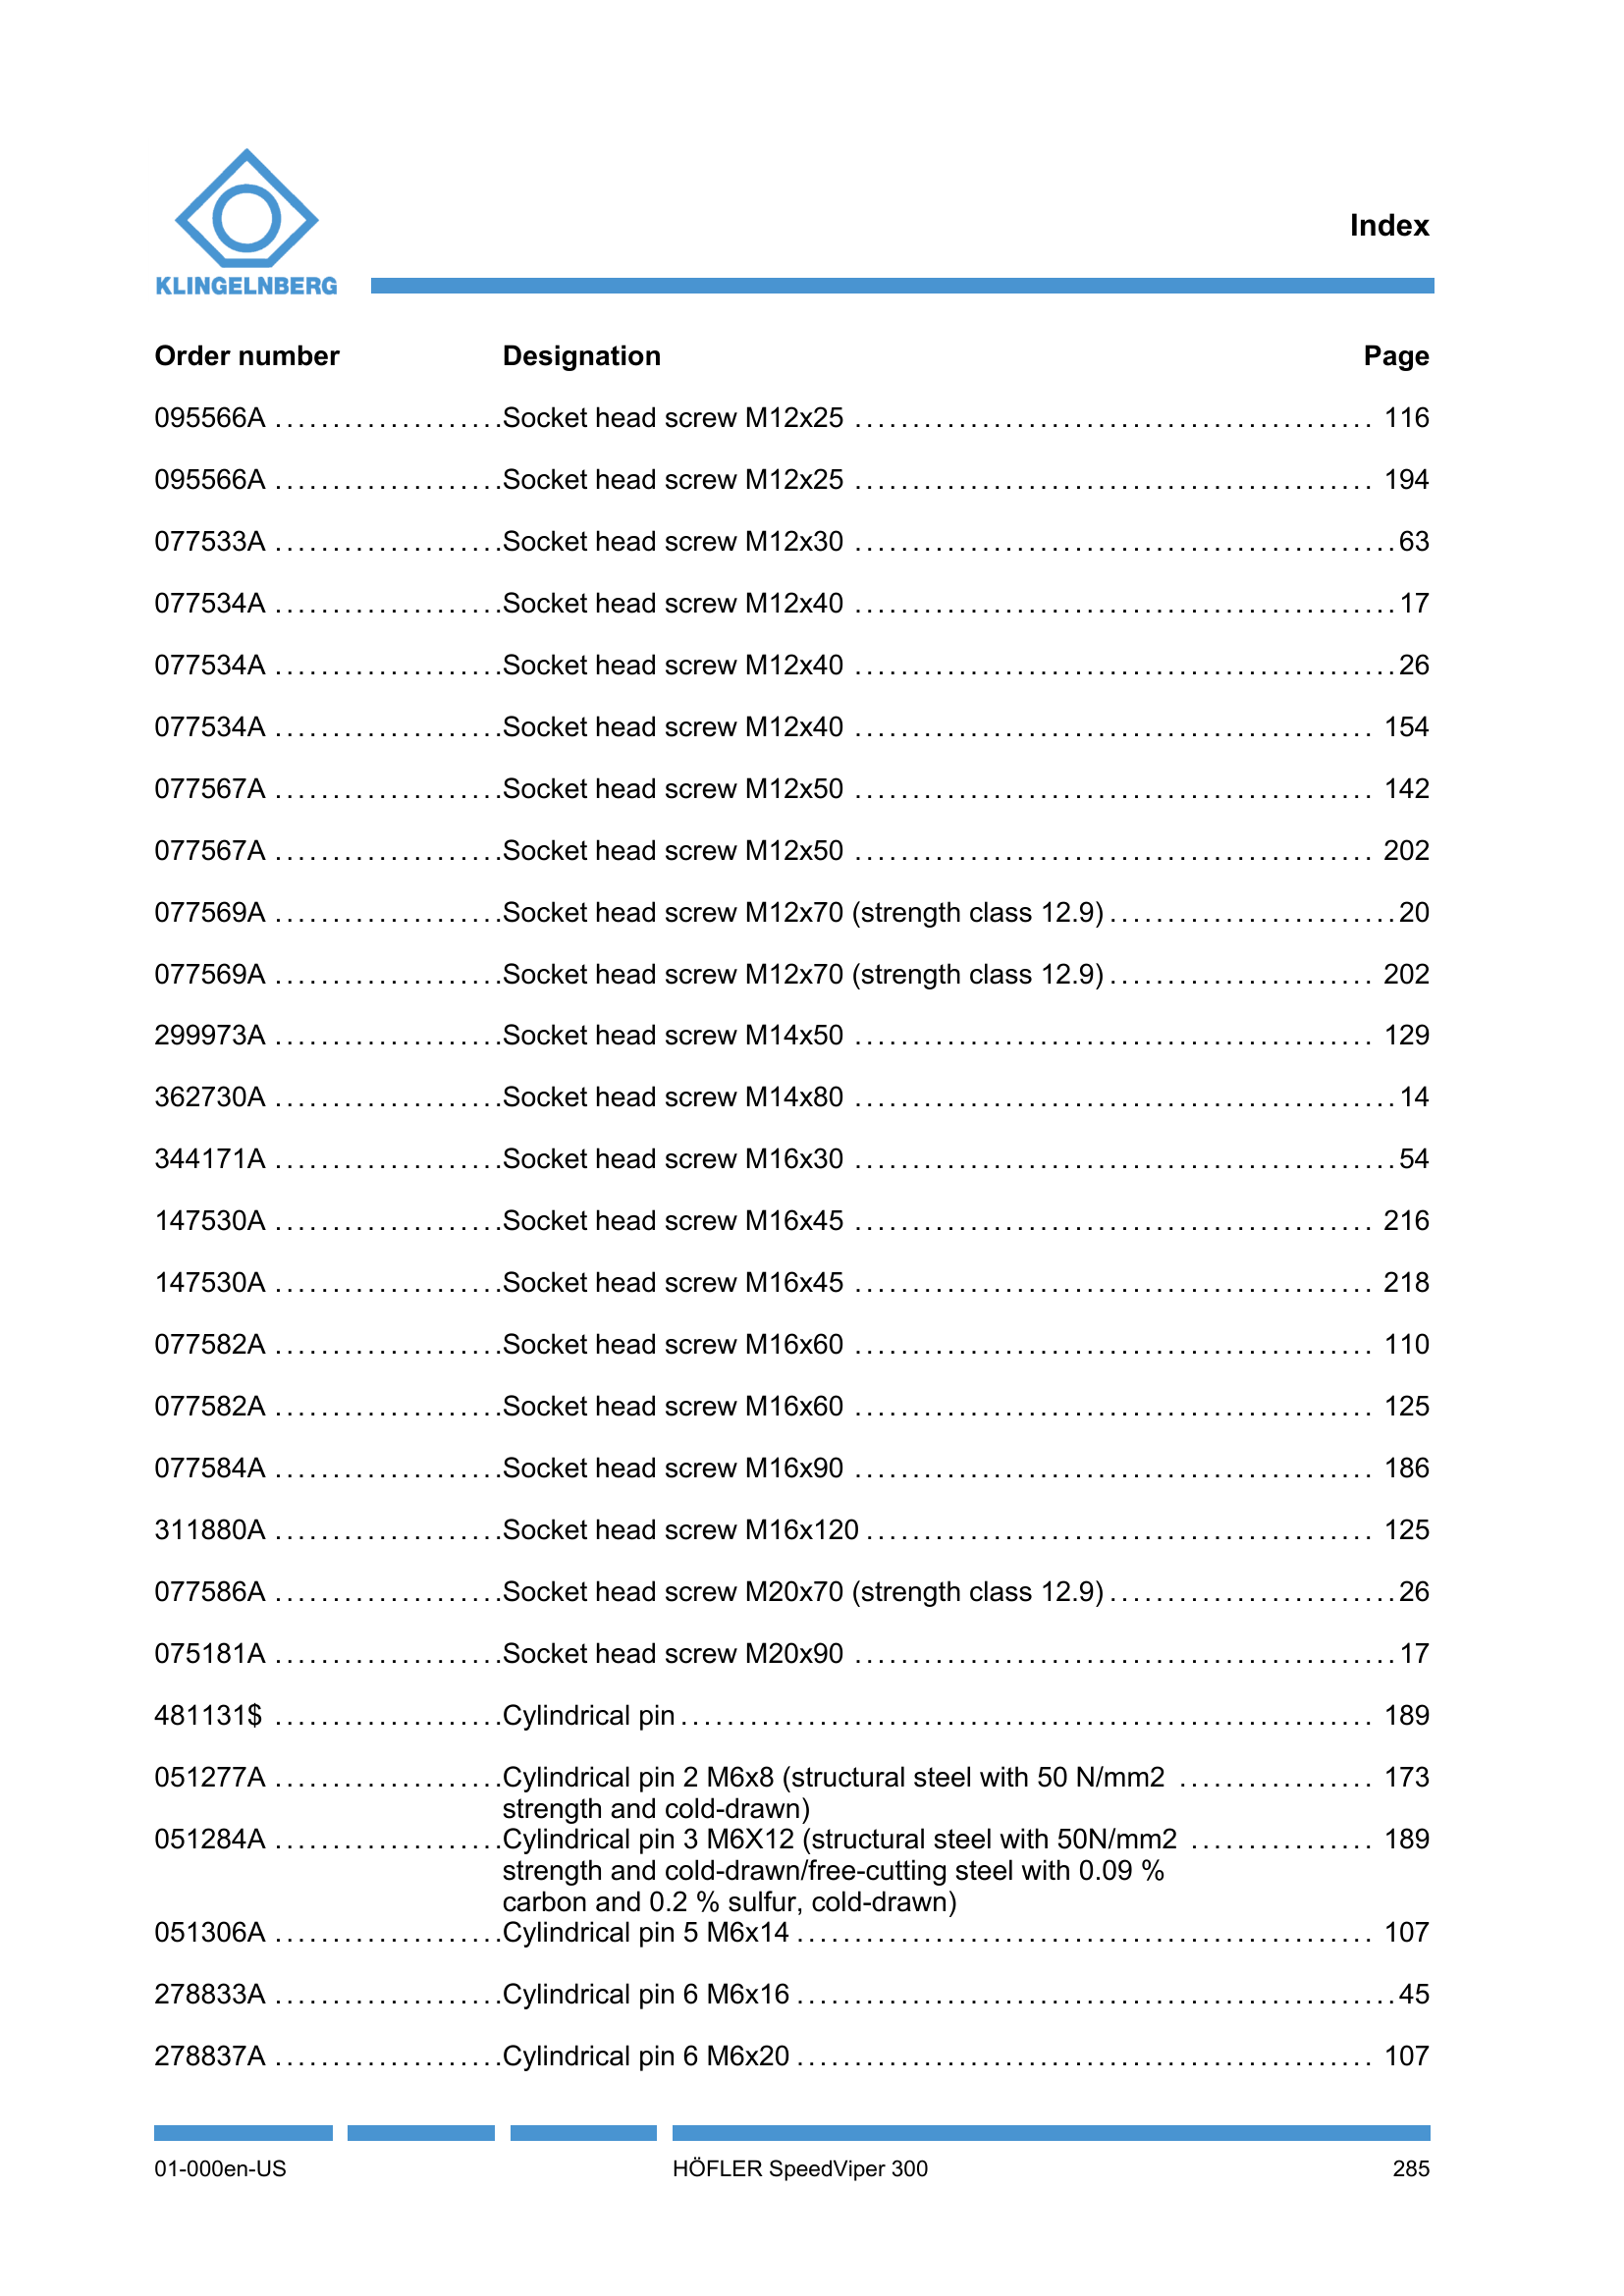 KLINGELNBERG
Index
Order number Designation Page
095566A ....................Socket head screw M12x25 ............................................. 116
095566A ....................Socket head screw M12x25 ............................................. 194
077533A ....................Socket head screw M12x30 ...............................................63
077534A ....................Socket head screw M12x40 ...............................................17
077534A ....................Socket head screw M12x40 ...............................................26
077534A ....................Socket head screw M12x40 ............................................. 154
077567A ....................Socket head screw M12x50 ............................................. 142
077567A ....................Socket head screw M12x50 ............................................. 202
077569A ....................Socket head screw M12x70 (strength class 12.9).........................20
077569A ....................Socket head screw M12x70 (strength class 12.9)....................... 202
299973A ....................Socket head screw M14x50 ............................................. 129
362730A ....................Socket head screw M14x80 ...............................................14
344171A ....................Socket head screw M16x30 ...............................................54
147530A ....................Socket head screw M16x45 ............................................. 216
147530A ....................Socket head screw M16x45 ............................................. 218
077582A ....................Socket head screw M16x60 ............................................. 110
077582A ....................Socket head screw M16x60 ............................................. 125
077584A ....................Socket head screw M16x90 ............................................. 186
311880A ....................Socket head screw M16x120............................................ 125
077586A ....................Socket head screw M20x70 (strength class 12.9).........................26
075181A ....................Socket head screw M20x90 ...............................................17
481131$ ....................Cylindrical pin............................................................ 189
051277A ....................Cylindrical pin 2 M6x8 (structural steel with 50 N/mm2 ................. 173
strength and cold-drawn)
051284A ....................Cylindrical pin 3 M6X12 (structural steel with 50N/mm2 ................ 189
strength and cold-drawn/free-cutting steel with 0.09 %
carbon and 0.2 % sulfur, cold-drawn)
051306A ....................Cylindrical pin 5 M6x14.................................................. 107
278833A ....................Cylindrical pin 6 M6x16....................................................45
278837A ....................Cylindrical pin 6 M6x20.................................................. 107
01-000en-US HÖFLER SpeedViper 300 285